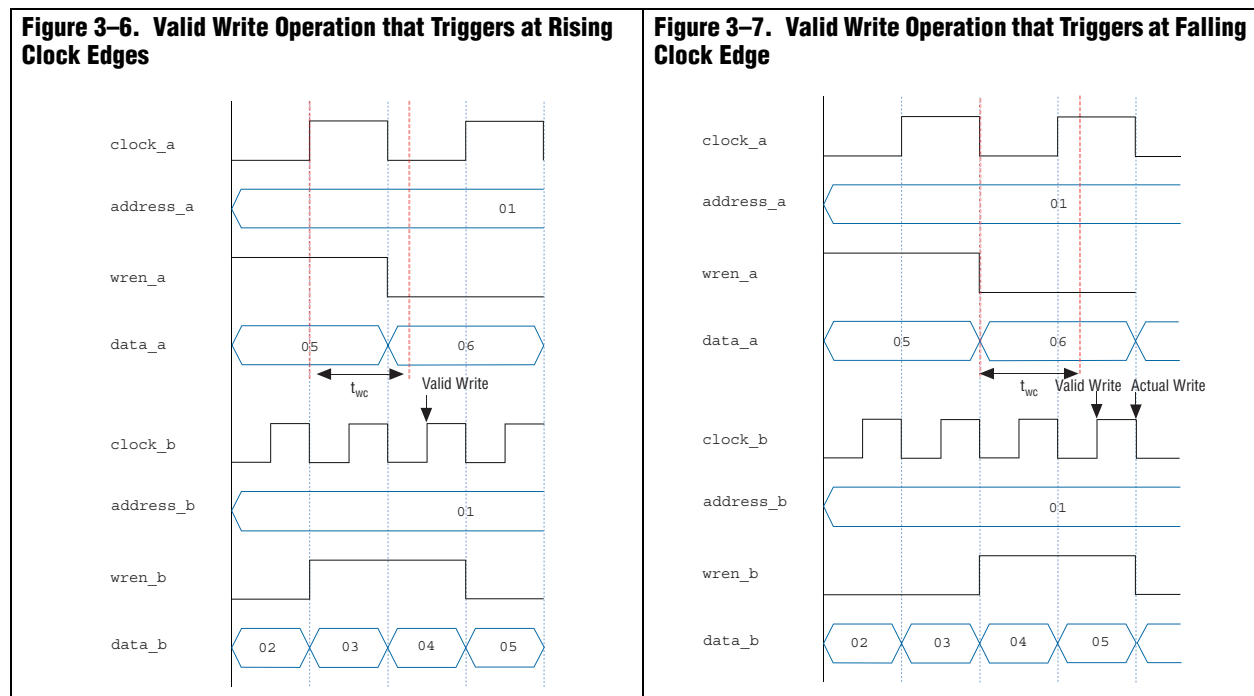 Figure 3–6. Valid Write Operation that Triggers at Rising
Clock Edges
clock_a
address_a
01
wren_a
data_a
05
06
t_wc
Valid Write
clock_b
address_b
01
wren_b
data_b
02
03
04
05
Figure 3–7. Valid Write Operation that Triggers at Falling
Clock Edge
clock_a
address_a
01
wren_a
data_a
05
06
t_wc
Valid Write
Actual Write
clock_b
address_b
01
wren_b
data_b
02
03
04
05